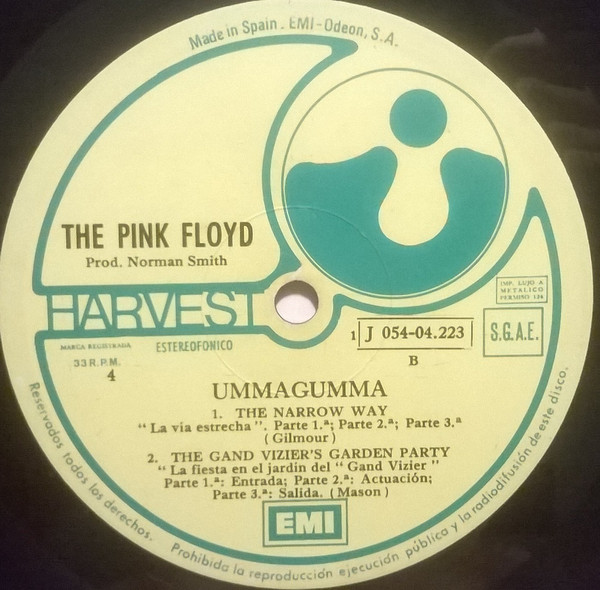 Made in Spain . EMI-Odeon, S.A.
THE PINK FLOYD
Prod. Norman Smith
HARVEST
MARCA REGISTRADA
ESTEREOFONICO
33 R.P.M.
4
IMP. LUJO A
METALICO
PERSEO 136
1 J 054-04.223
B
S.G.A.E.
UMMAGUMMA
1. THE NARROW WAY
" La vía estrecha ". Parte 1.ª; Parte 2.ª; Parte 3.ª
( Gilmour )
2. THE GAND VIZIER'S GARDEN PARTY
" La fiesta en el jardín del " Gand Vizier "
Parte 1.ª: Entrada; Parte 2.ª: Actuación;
Parte 3.ª: Salida. ( Mason )
EMI
Reservados todos los derechos. Prohibida la reproducción ejecución pública y la radiodifusión de este disco.